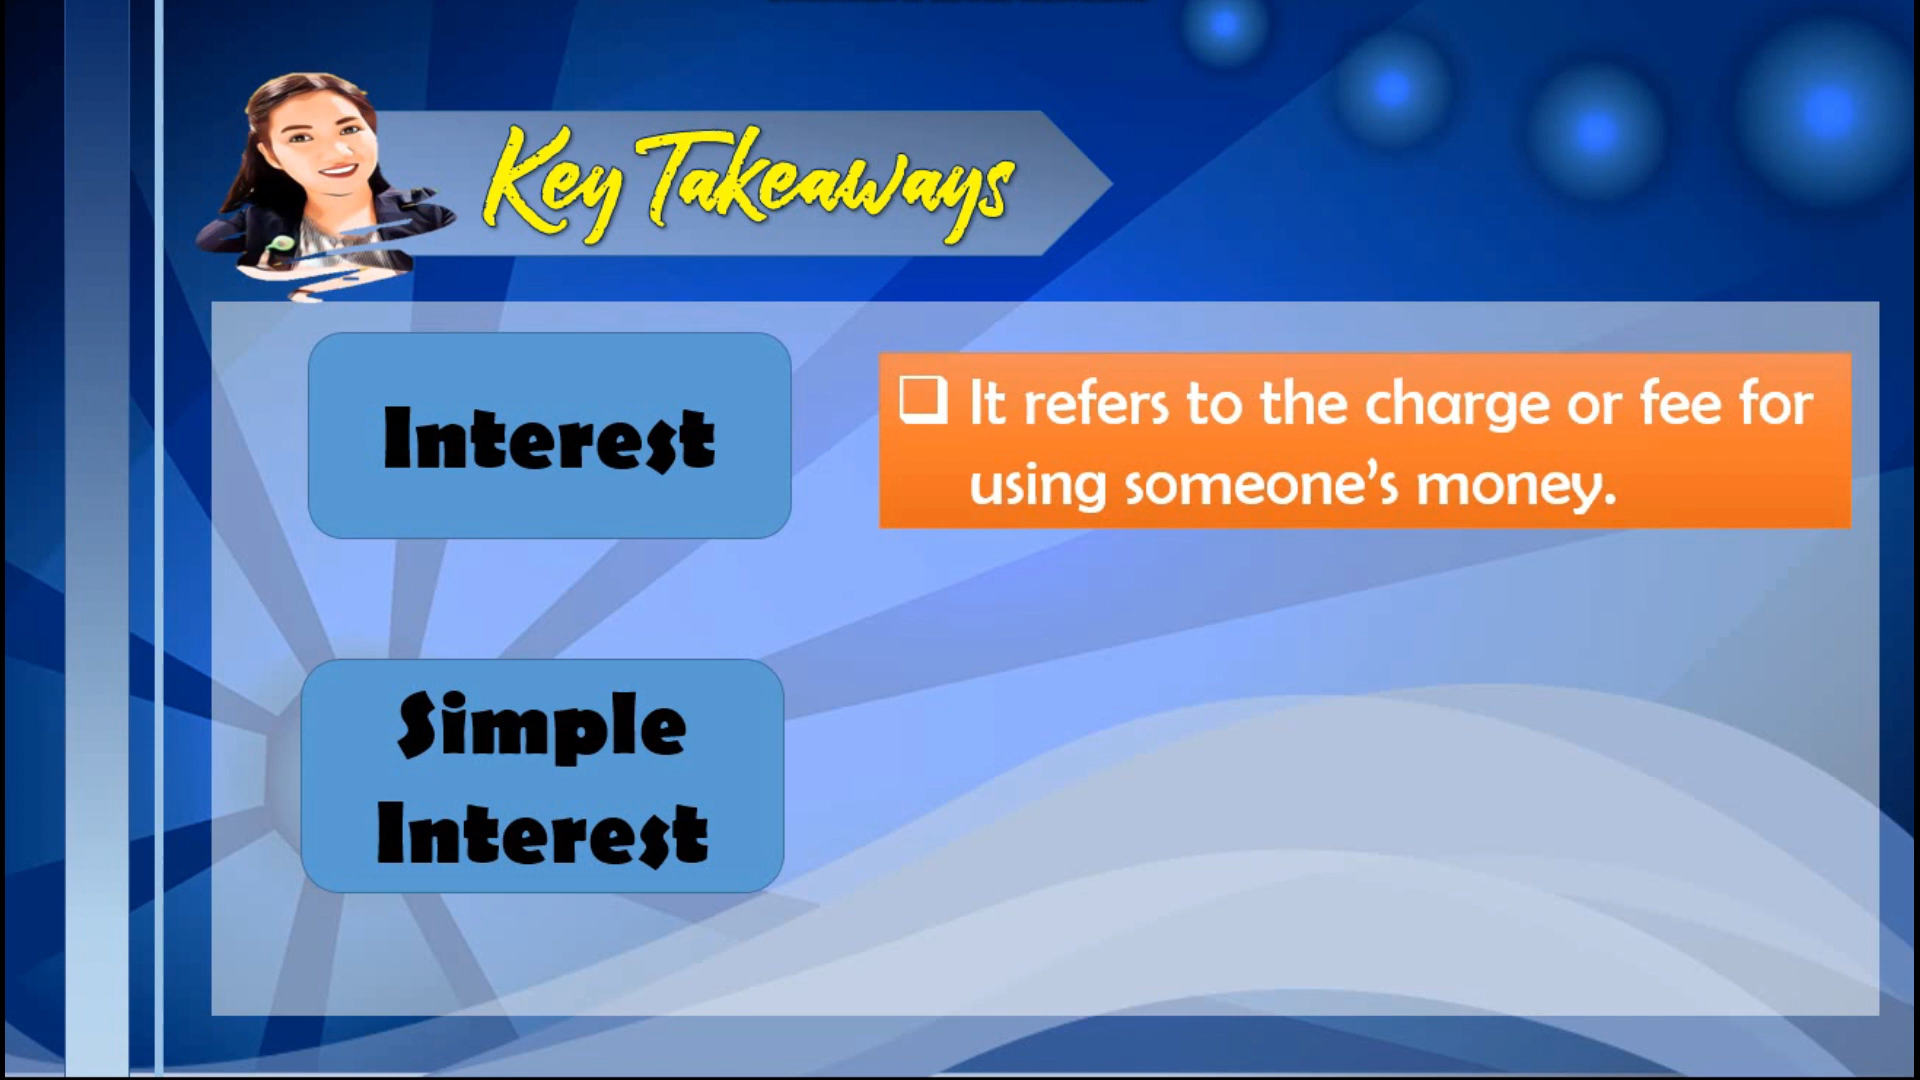 Key Takeaways
Interest
❑ It refers to the charge or fee for
using someone’s money.
Simple
Interest